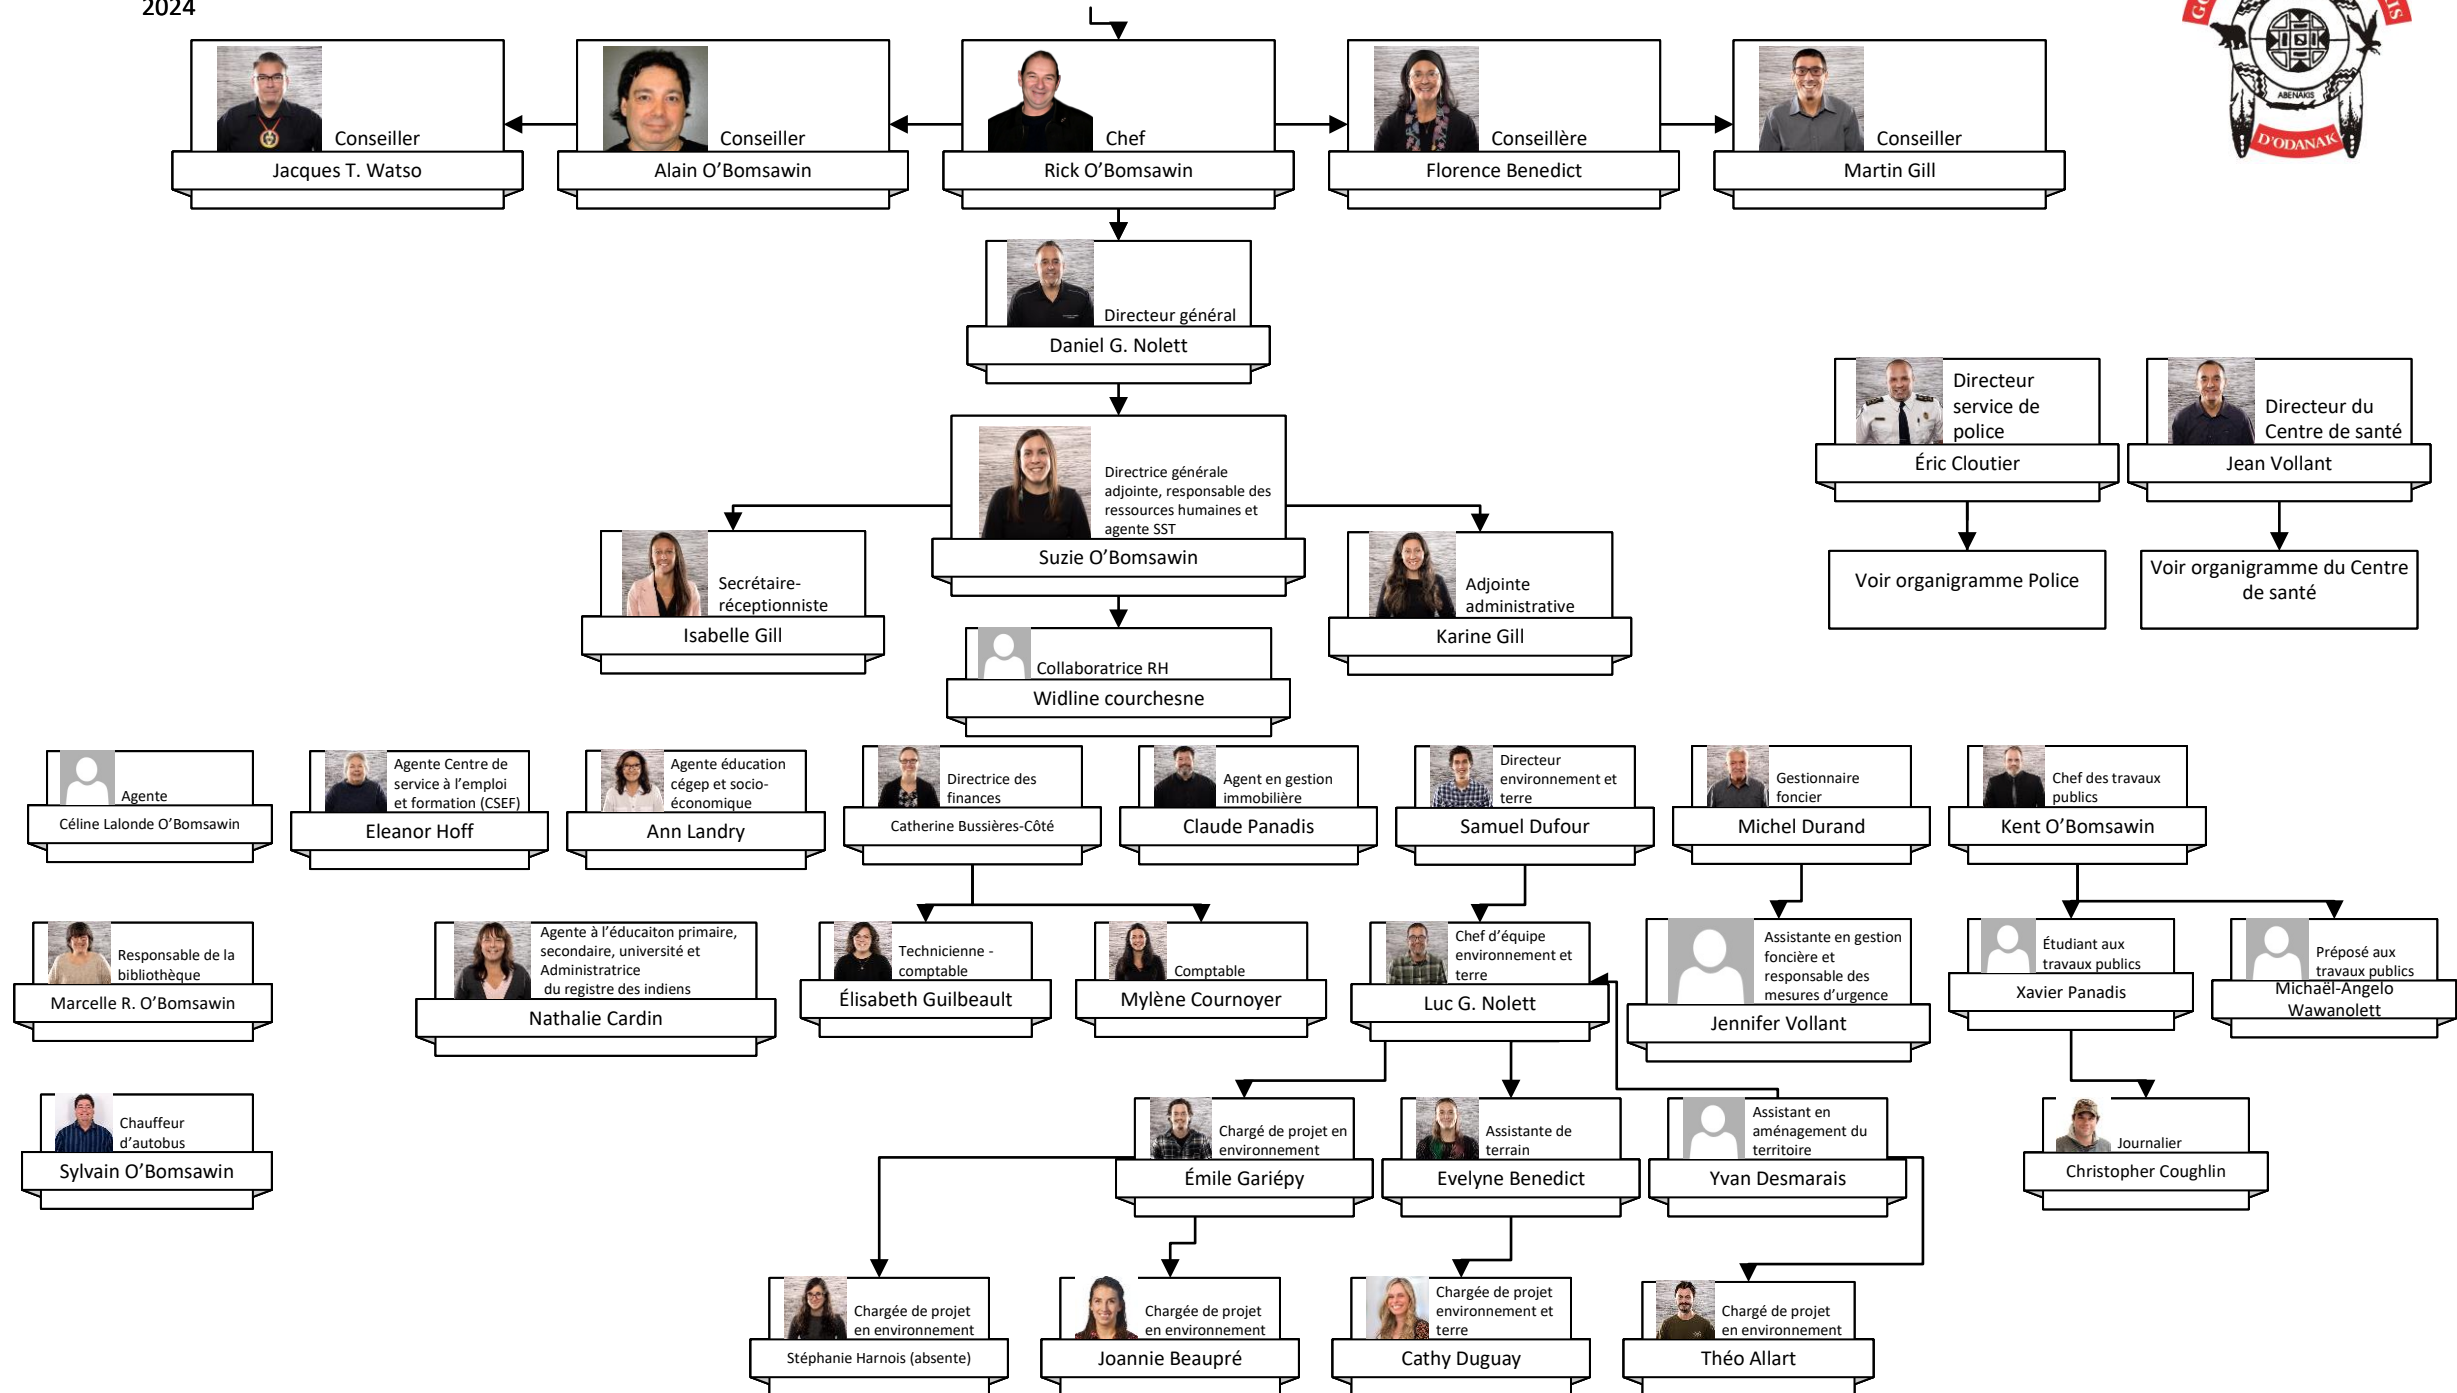 2024
ABENAKIS
D'ODANAK
Conseiller
Jacques T. Watso
Conseiller
Alain O'Bomsawin
Chef
Rick O'Bomsawin
Conseillère
Florence Benedict
Conseiller
Martin Gill
Directeur général
Daniel G. Nolett
Directeur
service de
police
Éric Cloutier
Directeur du
Centre de santé
Jean Vollant
Directrice générale
adjointe, responsable des
ressources humaines et
agente SST
Suzie O'Bomsawin
Secrétaire-
réceptionniste
Isabelle Gill
Adjointe
administrative
Karine Gill
Voir organigramme Police
Voir organigramme du Centre
de santé
Collaboratrice RH
Widline courchesne
Agente
Céline Lalonde O'Bomsawin
Agente Centre de
service à l'emploi
et formation (CSEF)
Eleanor Hoff
Agente éducation
cégep et socio-
économique
Ann Landry
Directrice des
finances
Catherine Bussières-Côté
Agent en gestion
immobilière
Claude Panadis
Directeur
environnement et
terre
Samuel Dufour
Gestionnaire
foncier
Michel Durand
Chef des travaux
publics
Kent O'Bomsawin
Responsable de la
bibliothèque
Marcelle R. O'Bomsawin
Agente à l'éducaiton primaire,
secondaire, université et
Administratrice
du registre des indiens
Nathalie Cardin
Technicienne -
comptable
Élisabeth Guilbeault
Comptable
Mylène Cournoyer
Chef d'équipe
environnement et
terre
Luc G. Nolett
Assistante en gestion
foncière et
responsable des
mesures d'urgence
Jennifer Vollant
Étudiant aux
travaux publics
Xavier Panadis
Préposé aux
travaux publics
Michaël-Angelo
Wawanolett
Chauffeur
d'autobus
Sylvain O'Bomsawin
Chargé de projet en
environnement
Émile Gariépy
Assistante de
terrain
Evelyne Benedict
Assistant en
aménagement du
territoire
Yvan Desmarais
Journalier
Christopher Coughlin
Chargée de projet
en environnement
Stéphanie Harnois (absente)
Chargée de projet
en environnement
Joannie Beaupré
Chargée de projet
environnement et
terre
Cathy Duguay
Chargé de projet
en environnement
Théo Allart